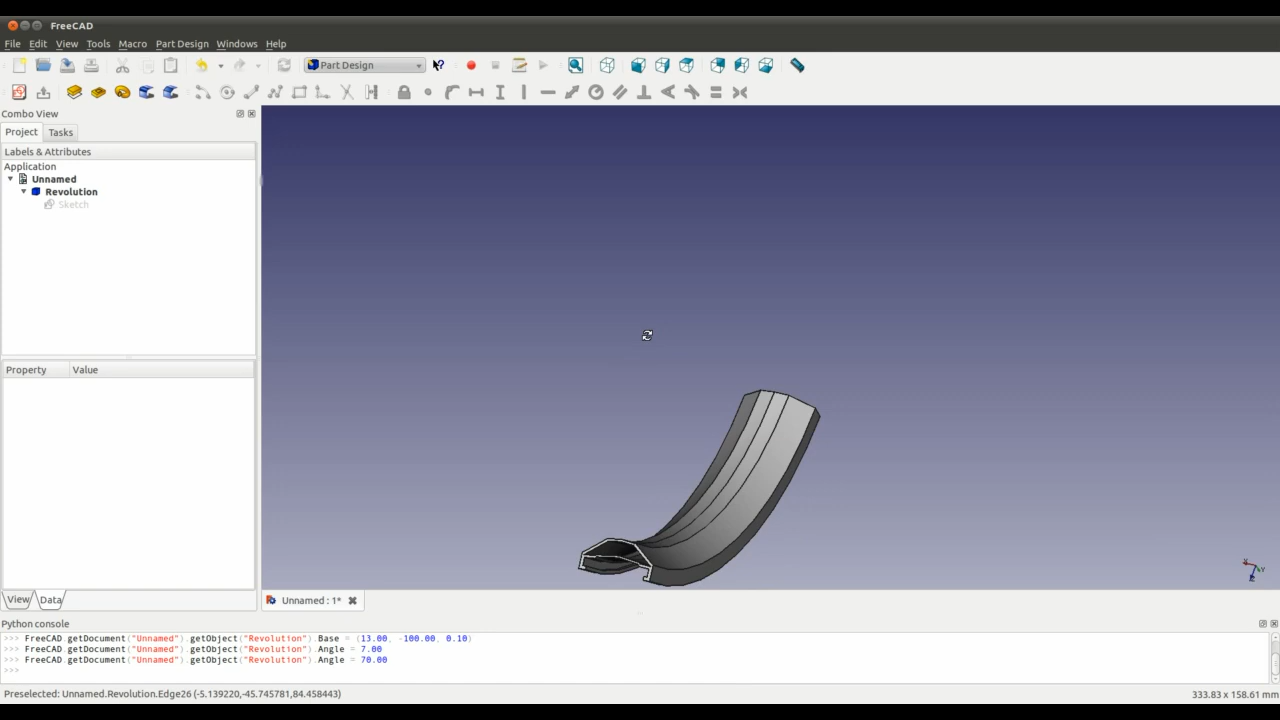 FreeCAD
File Edit View Tools Macro Part Design Windows Help
Part Design
Combo View
Project Tasks
Labels & Attributes
Application
Unnamed
Revolution
Sketch
Property Value
View Data
Unnamed : 1*
Python console
>>> FreeCAD.getDocument("Unnamed").getObject("Revolution").Base = (13.00, -100.00, 0.10)
>>> FreeCAD.getDocument("Unnamed").getObject("Revolution").Angle = 7.00
>>> FreeCAD.getDocument("Unnamed").getObject("Revolution").Angle = 70.00
>>>
Preselected: Unnamed.Revolution.Edge26 (-5.139220,-45.745781,84.458443)
333.83 x 158.61 mm